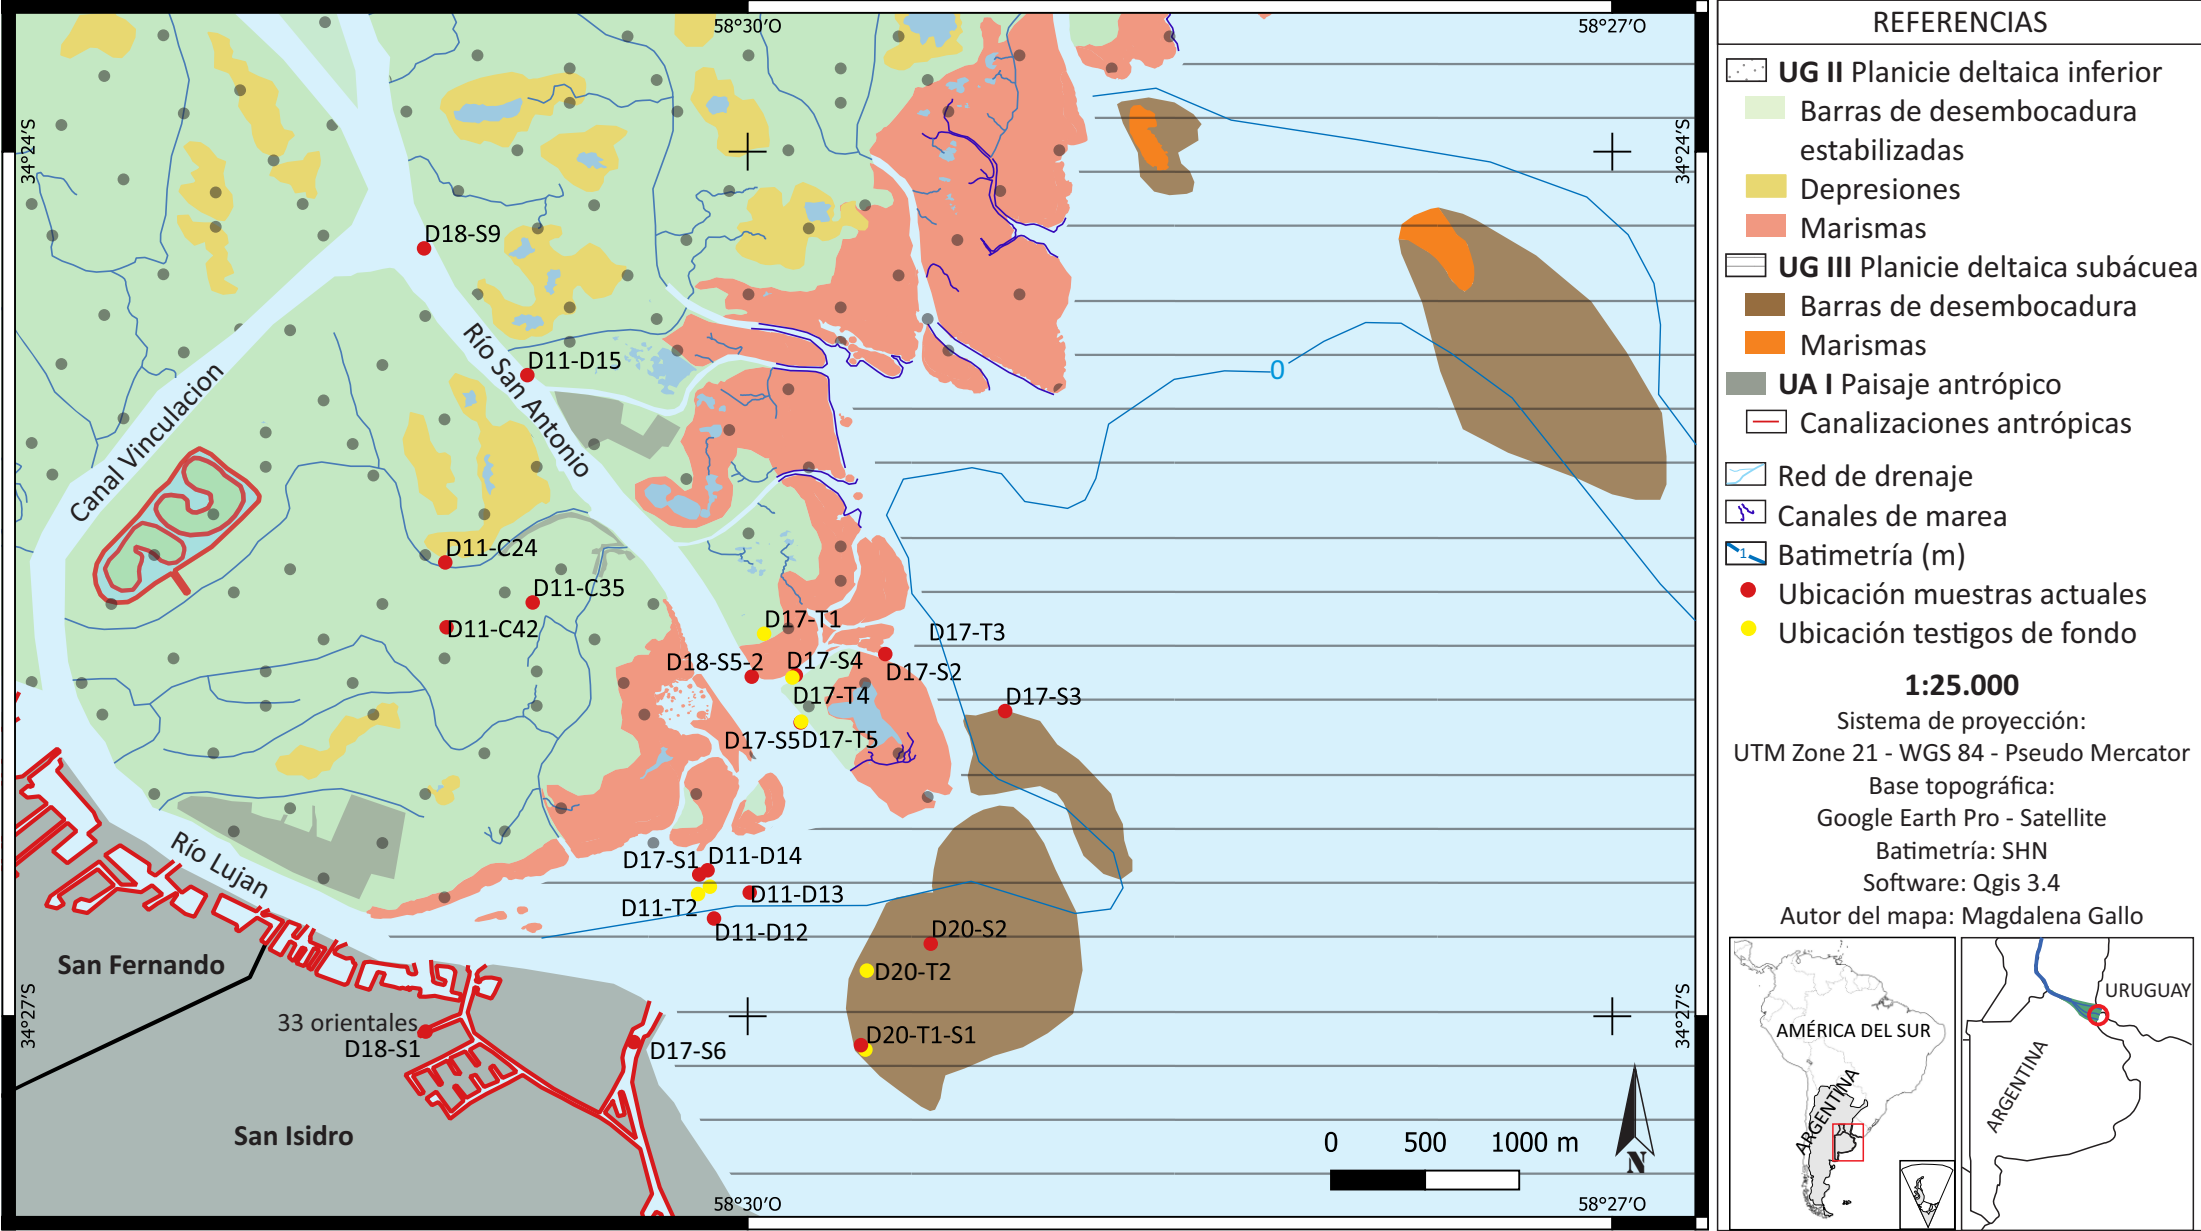 58°30'O
58°27'O
34°24'S
34°24'S
D18-S9
Río San Antonio
D11-D15
0
Canal Vinculacion
D11-C24
D11-C35
D11-C42
D17-T1
D17-T3
D18-S5-2
D17-S4
D17-S2
D17-T4
D17-S3
D17-S5
D17-T5
Río Lujan
D17-S1
D11-D14
D11-D13
D11-T2
D11-D12
D20-S2
San Fernando
D20-T2
34°27'S
34°27'S
33 orientales
D18-S1
D20-T1-S1
D17-S6
San Isidro
0 500 1000 m
N
58°30'O
58°27'O
REFERENCIAS
UG II Planicie deltaica inferior
Barras de desembocadura
estabilizadas
Depresiones
Marismas
UG III Planicie deltaica subácuea
Barras de desembocadura
Marismas
UA I Paisaje antrópico
Canalizaciones antrópicas
Red de drenaje
Canales de marea
1
Batimetría (m)
Ubicación muestras actuales
Ubicación testigos de fondo
1:25.000
Sistema de proyección:
UTM Zone 21 - WGS 84 - Pseudo Mercator
Base topográfica:
Google Earth Pro - Satellite
Batimetría: SHN
Software: Qgis 3.4
Autor del mapa: Magdalena Gallo
AMÉRICA DEL SUR
ARGENTINA
URUGUAY
ARGENTINA